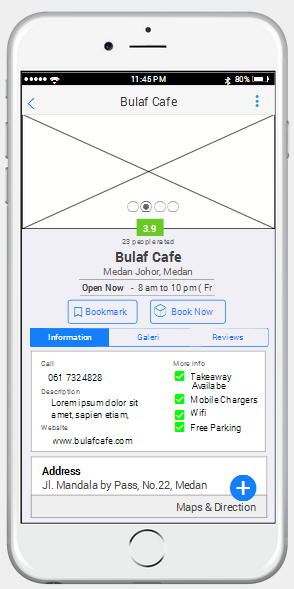 11:45 PM
80%
Bulaf Cafe
3.9
23 people rated
Bulaf Cafe
Medan Johor, Medan
Open Now - 8 am to 10 pm ( Fr
Bookmark
Book Now
Information
Galeri
Reviews
Call
061 7324828
Description
Lorem ipsum dolor sit
amet, sapien etiam,
Website
www.bulafcafe.com
More Info
Takeaway
Availabe
Mobile Chargers
Wifi
Free Parking
Address
Jl. Mandala by Pass, No.22, Medan
Maps & Direction